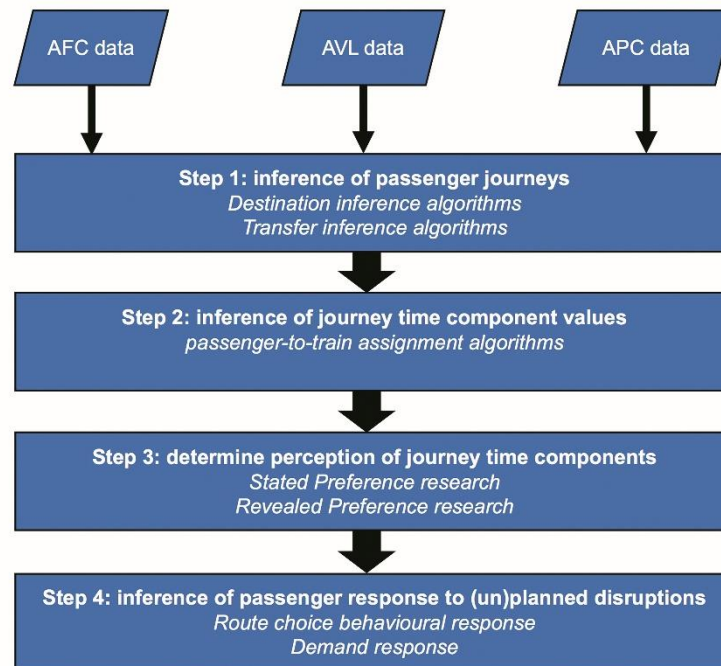 AFC data
AVL data
APC data
Step 1: inference of passenger journeys
Destination inference algorithms
Transfer inference algorithms
Step 2: inference of journey time component values
passenger-to-train assignment algorithms
Step 3: determine perception of journey time components
Stated Preference research
Revealed Preference research
Step 4: inference of passenger response to (un)planned disruptions
Route choice behavioural response
Demand response